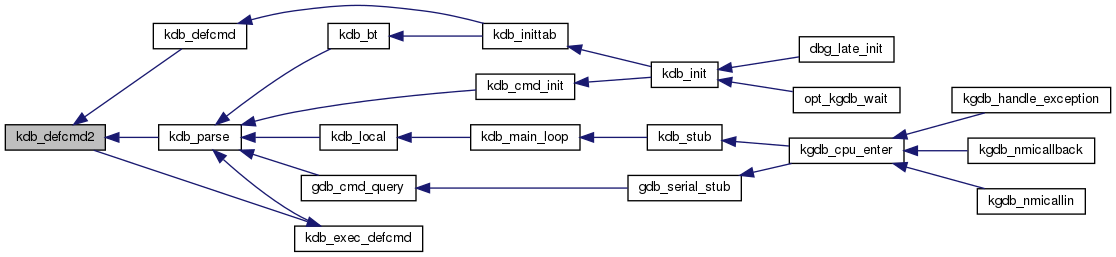 kdb_defcmd2
kdb_defcmd
kdb_parse
kdb_bt
kdb_inittab
kdb_cmd_init
kdb_init
dbg_late_init
opt_kgdb_wait
kdb_local
kdb_main_loop
kdb_stub
kgdb_cpu_enter
kgdb_handle_exception
kgdb_nmicallback
kgdb_nmicallin
gdb_cmd_query
gdb_serial_stub
kdb_exec_defcmd